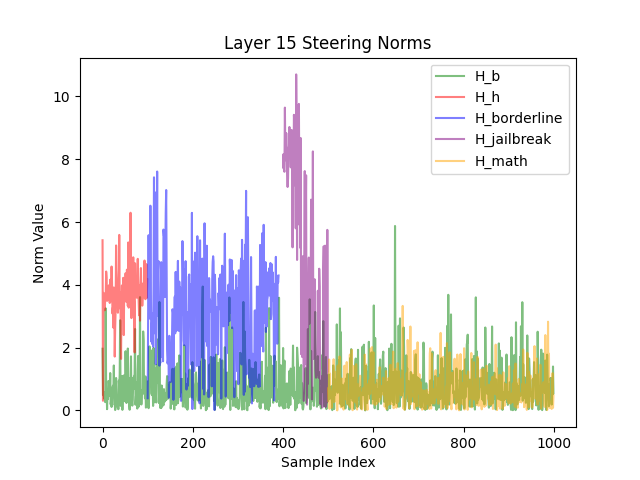 Layer 15 Steering Norms
H_b
H_h
H_borderline
H_jailbreak
H_math
Norm Value
10
8
6
4
2
0
0 200 400 600 800 1000
Sample Index